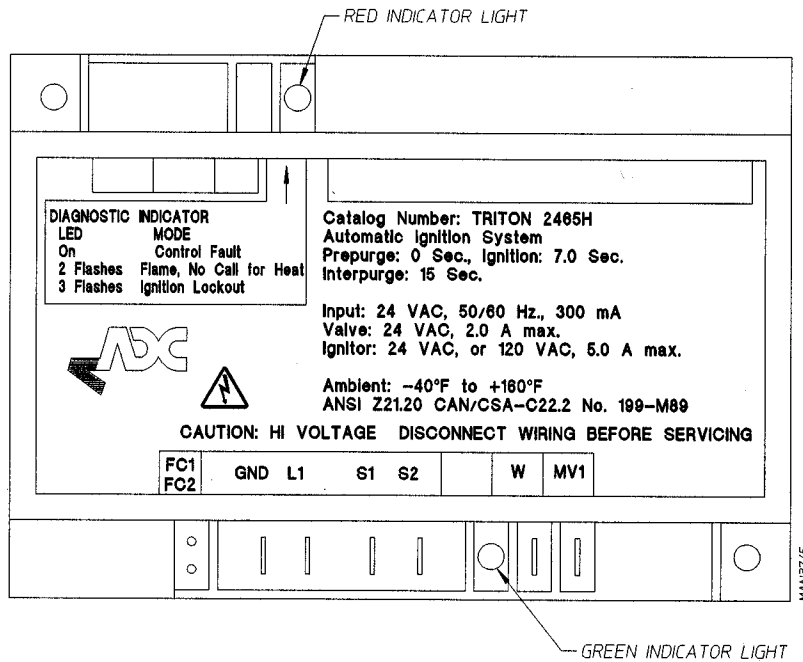 RED INDICATOR LIGHT
DIAGNOSTIC INDICATOR
LED MODE
On Control Fault
2 Flashes Flame, No Call for Heat
3 Flashes Ignition Lockout
Catalog Number: TRITON 2465H
Automatic Ignition System
Prepurge: 0 Sec., Ignition: 7.0 Sec.
Interpurge: 15 Sec.
Input: 24 VAC, 50/60 Hz., 300 mA
Valve: 24 VAC, 2.0 A max.
Ignitor: 24 VAC, or 120 VAC, 5.0 A max.
Ambient: -40°F to +160°F
ANSI Z21.20 CAN/CSA-C22.2 No. 199-M89
ADC
CAUTION: HI VOLTAGE DISCONNECT WIRING BEFORE SERVICING
FC1
FC2
GND L1 S1 S2 W MV1
GREEN INDICATOR LIGHT